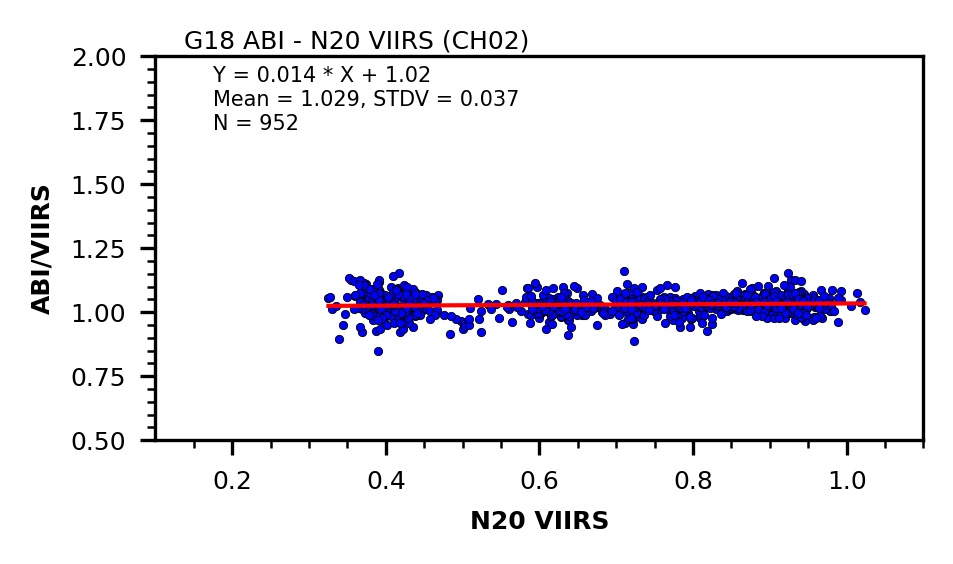 G18 ABI - N20 VIIRS (CH02)
Y = 0.014 * X + 1.02
Mean = 1.029, STDV = 0.037
N = 952
2.00
1.75
1.50
1.25
1.00
0.75
0.50
ABI/VIIRS
0.2 0.4 0.6 0.8 1.0
N20 VIIRS